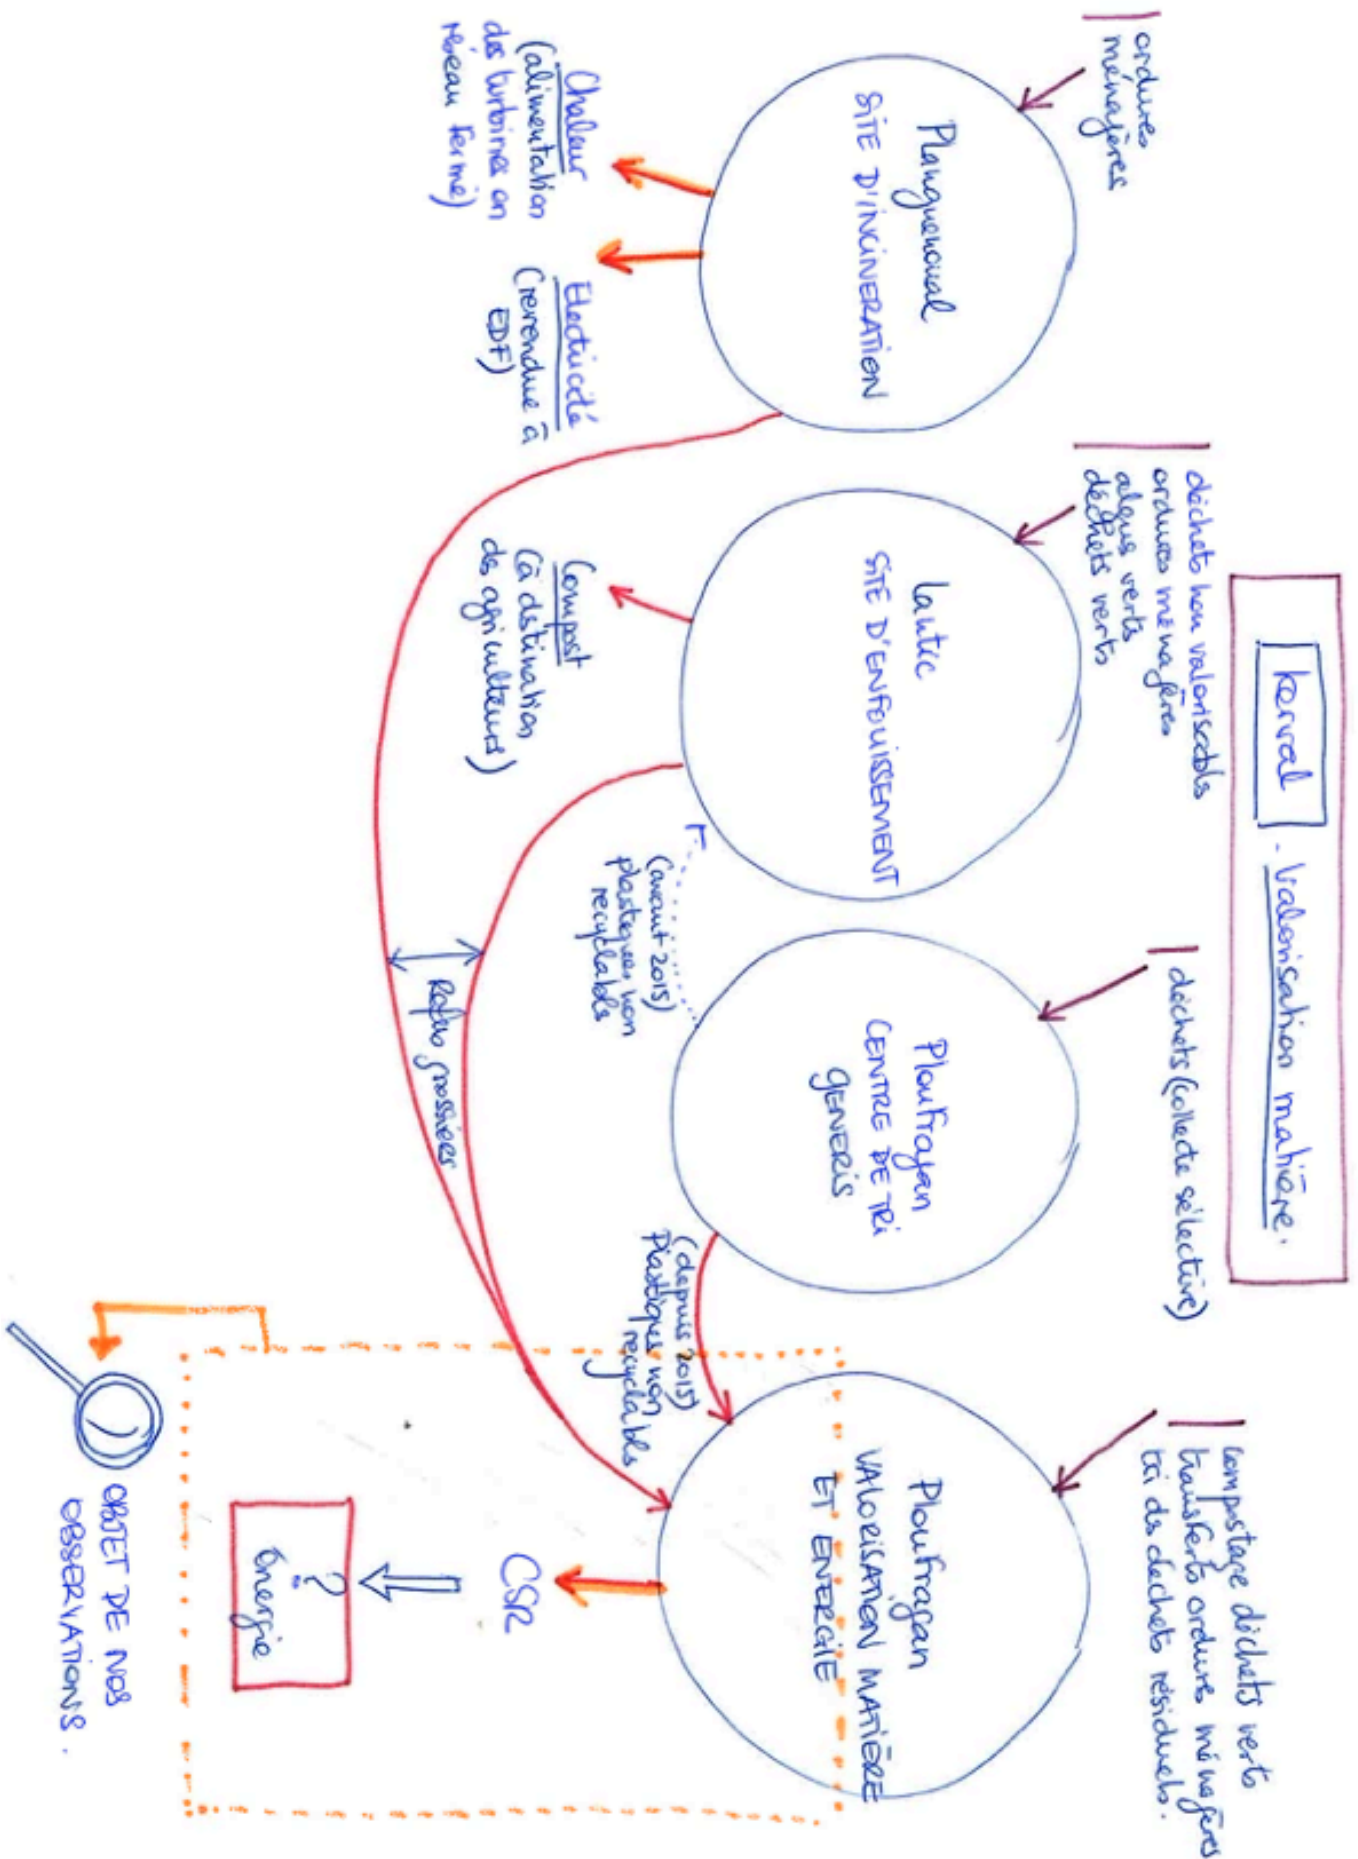 Kerval - Valorisation matière.
ordures
ménagères
Planguenoual
SITE D'INCINERATION
Chaleur
(alimentation
des turbines en
réseau fermé)
Electricité
(revendue à
EDF)
déchets non valorisables
ordures ménagères
algues vertes
déchets verts
Lantic
SITE D'ENFOUISSEMENT
Compost
(à dstination
des agriculteurs)
(avant 2015)
plastiques non
recyclables
Refus grossiers
déchets (collecte sélective)
Ploufragan
CENTRE DE TRI
GENERIS
(depuis 2015)
Plastiques non
recyclables
compostage déchets verts
transferts ordures ménagères
tri des déchets résiduels.
Ploufragan
VALORISATION MATIÈRE
ET ENERGIE
CSR
?
Énergie
OBJET DE NOS
OBSERVATIONS.